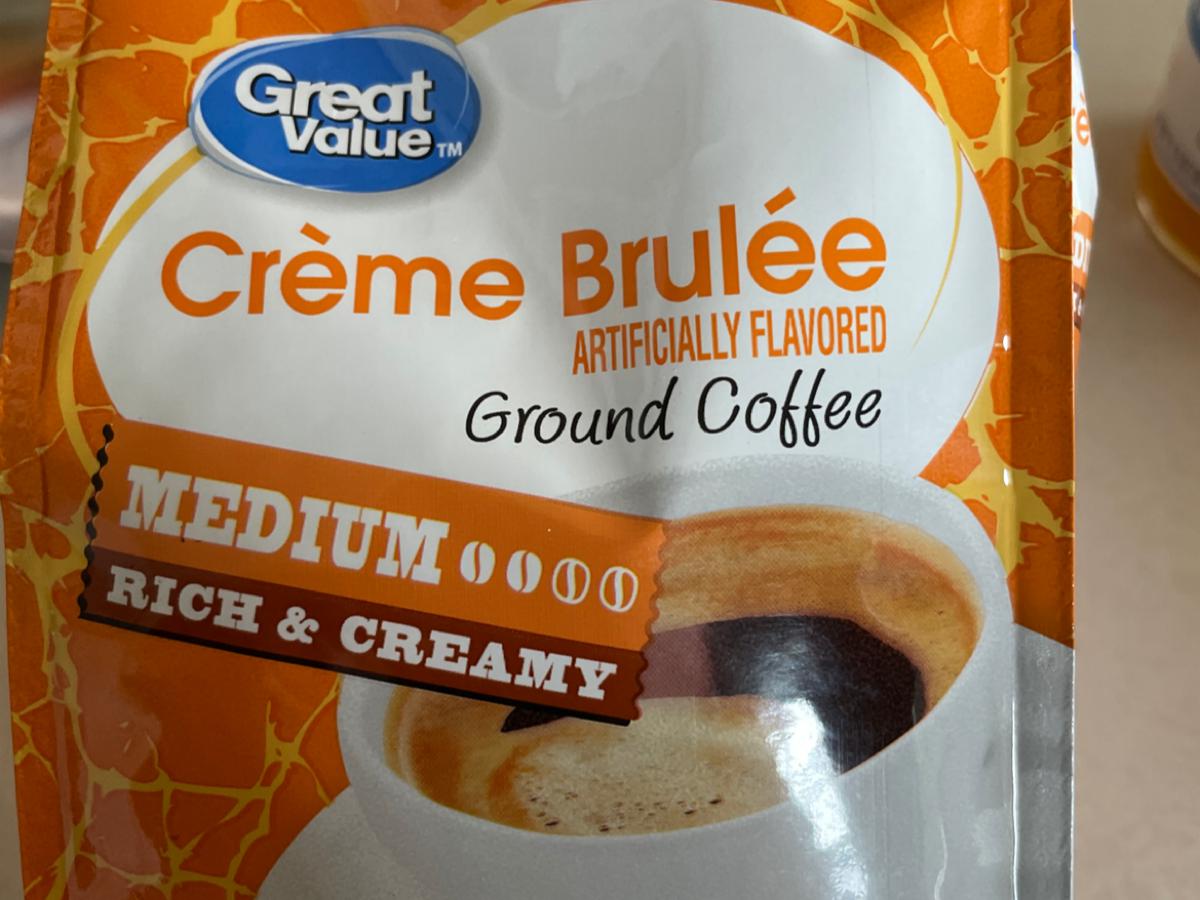 Great
Value™
Crème Brulée
ARTIFICIALLY FLAVORED
Ground Coffee
MEDIUM
RICH & CREAMY